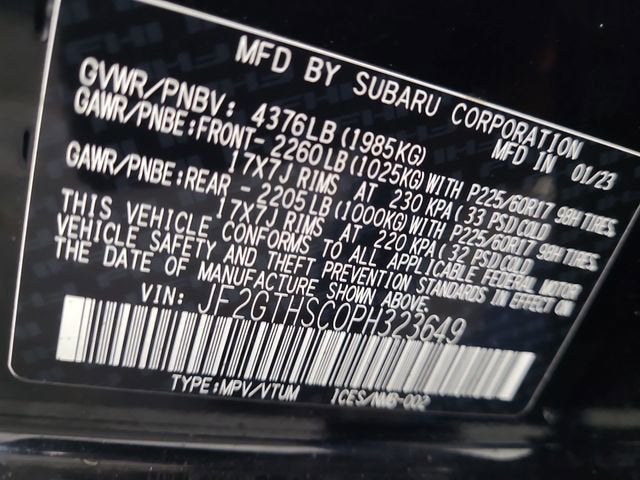 MFD BY SUBARU CORPORATION
GVWR/PNBV: 4376LB(1985KG) MFD IN 01/23
GAWR/PNBE:FRONT-2260LB(1025KG)WITH P225/60R17 98H TIRES.
17X7J RIMS AT 230 KPA(33 PSI)COLD
GAWR/PNBE:REAR-2205LB(1000KG)WITH P225/60R17 98H TIRES.
17X7J RIMS AT 220 KPA(32 PSI)COLD
THIS VEHICLE CONFORMS TO ALL APPLICABLE FEDERAL MOTOR
VEHICLE SAFETY AND THEFT PREVENTION STANDARDS IN EFFECT ON
THE DATE OF MANUFACTURE SHOWN ABOVE.
VIN: JF2GTHSC0PH323649
TYPE:MPV/VTUM ICES/NMB-002